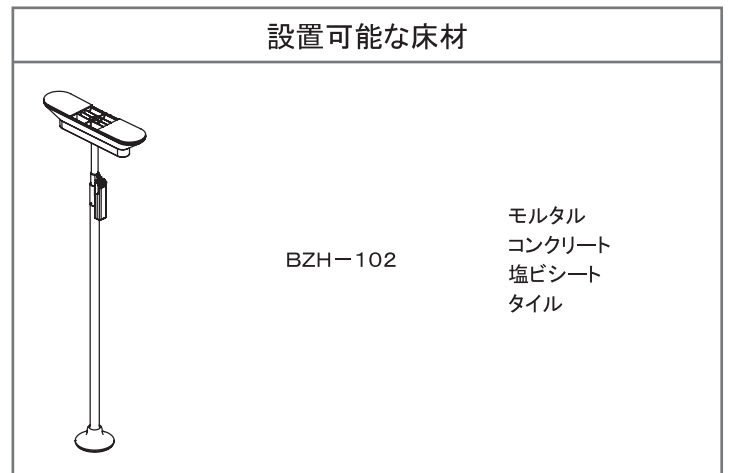 設置可能な床材
BZH－102
モルタル
コンクリート
塩ビシート
タイル